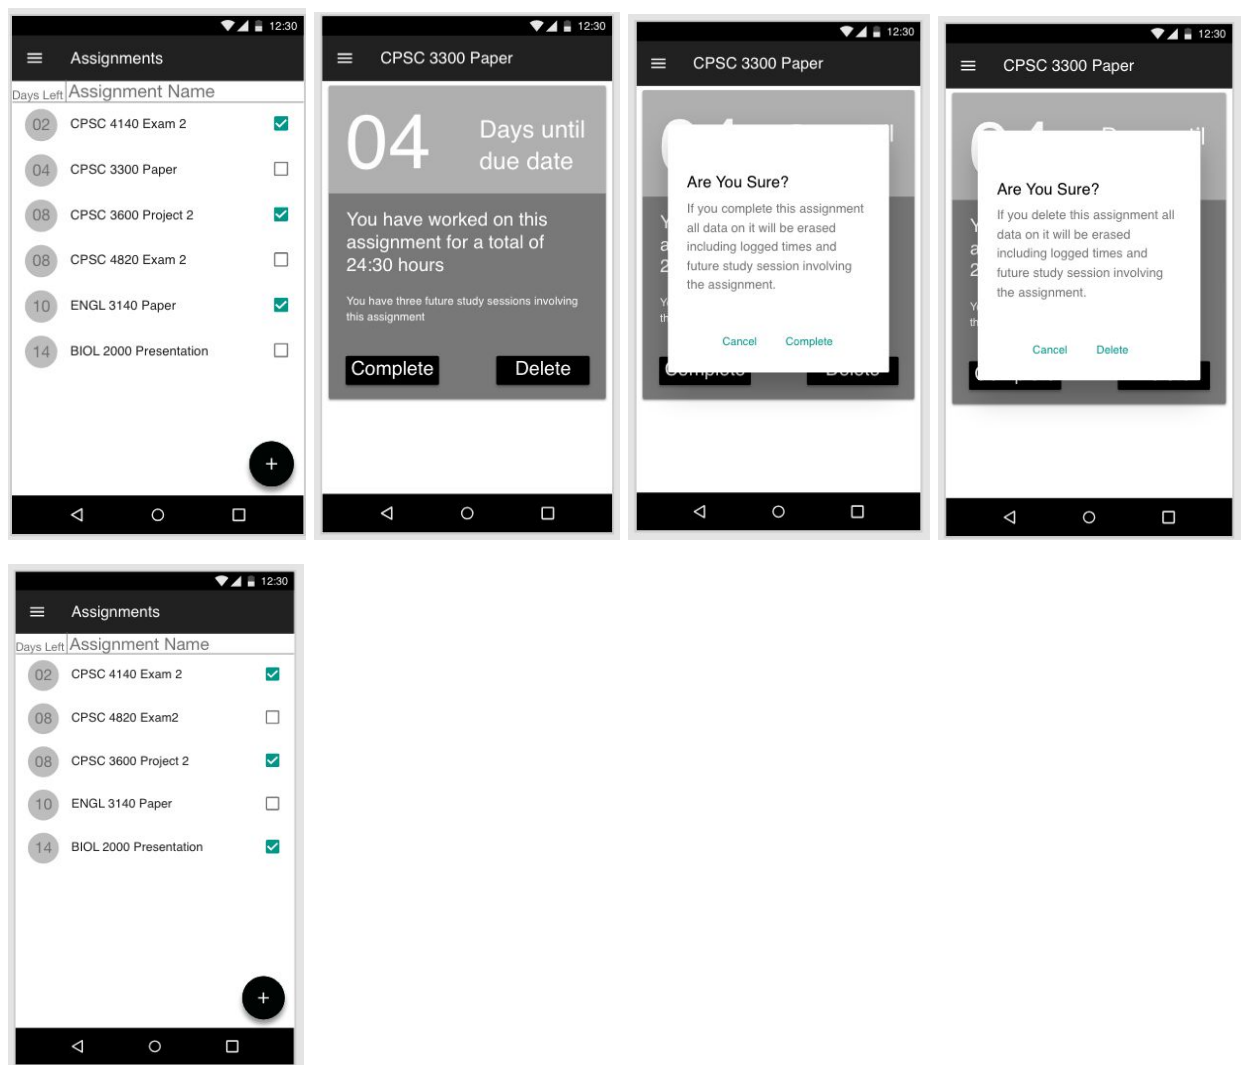 12:30
Assignments
Days Left Assignment Name
02 CPSC 4140 Exam 2
04 CPSC 3300 Paper
08 CPSC 3600 Project 2
08 CPSC 4820 Exam 2
10 ENGL 3140 Paper
14 BIOL 2000 Presentation
+
12:30
CPSC 3300 Paper
04 Days until
due date
You have worked on this
assignment for a total of
24:30 hours
You have three future study sessions involving
this assignment
Complete Delete
12:30
CPSC 3300 Paper
Are You Sure?
If you complete this assignment
all data on it will be erased
including logged times and
future study session involving
the assignment.
Cancel Complete
12:30
CPSC 3300 Paper
Are You Sure?
If you delete this assignment all
data on it will be erased
including logged times and
future study session involving
the assignment.
Cancel Delete
12:30
Assignments
Days Left Assignment Name
02 CPSC 4140 Exam 2
08 CPSC 4820 Exam2
08 CPSC 3600 Project 2
10 ENGL 3140 Paper
14 BIOL 2000 Presentation
+